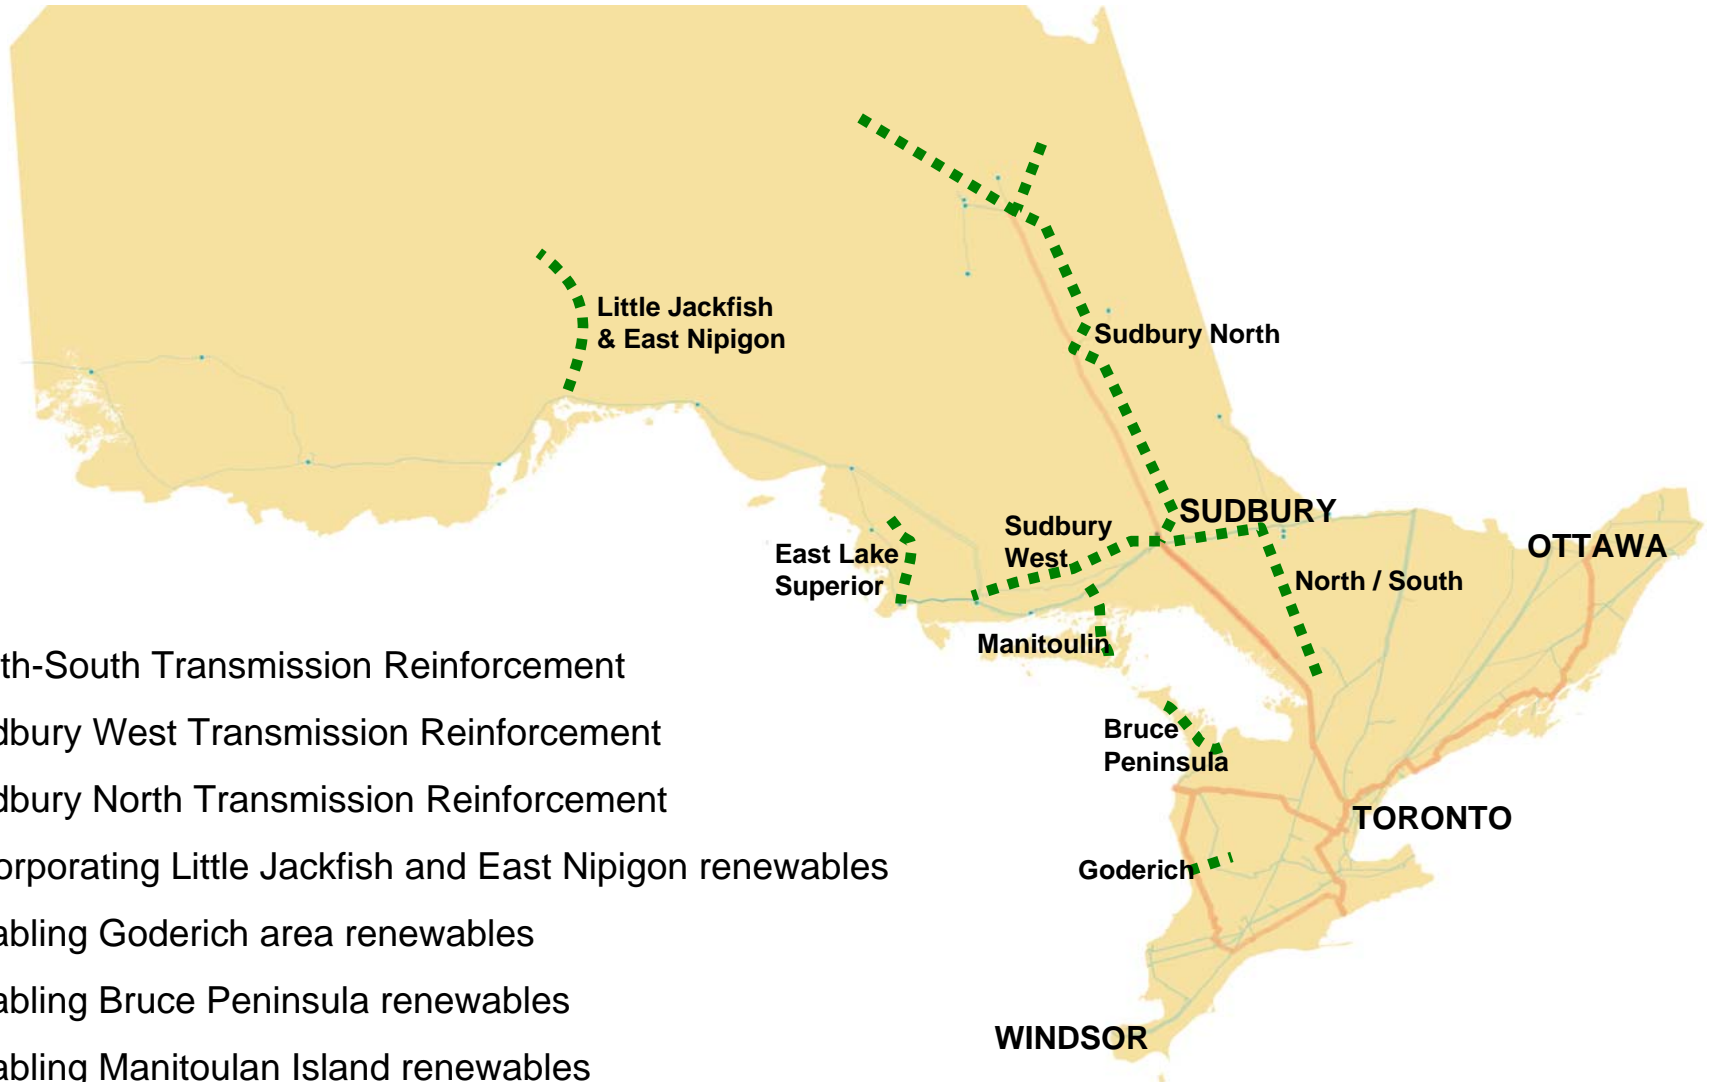 Little Jackfish
& East Nipigon
Sudbury North
SUDBURY
Sudbury
West
OTTAWA
East Lake
Superior
North / South
Manitoulin
th-South Transmission Reinforcement
dbury West Transmission Reinforcement
Bruce
Peninsula
dbury North Transmission Reinforcement
TORONTO
orporating Little Jackfish and East Nipigon renewables
Goderich
abling Goderich area renewables
abling Bruce Peninsula renewables
WINDSOR
abling Manitoulan Island renewables